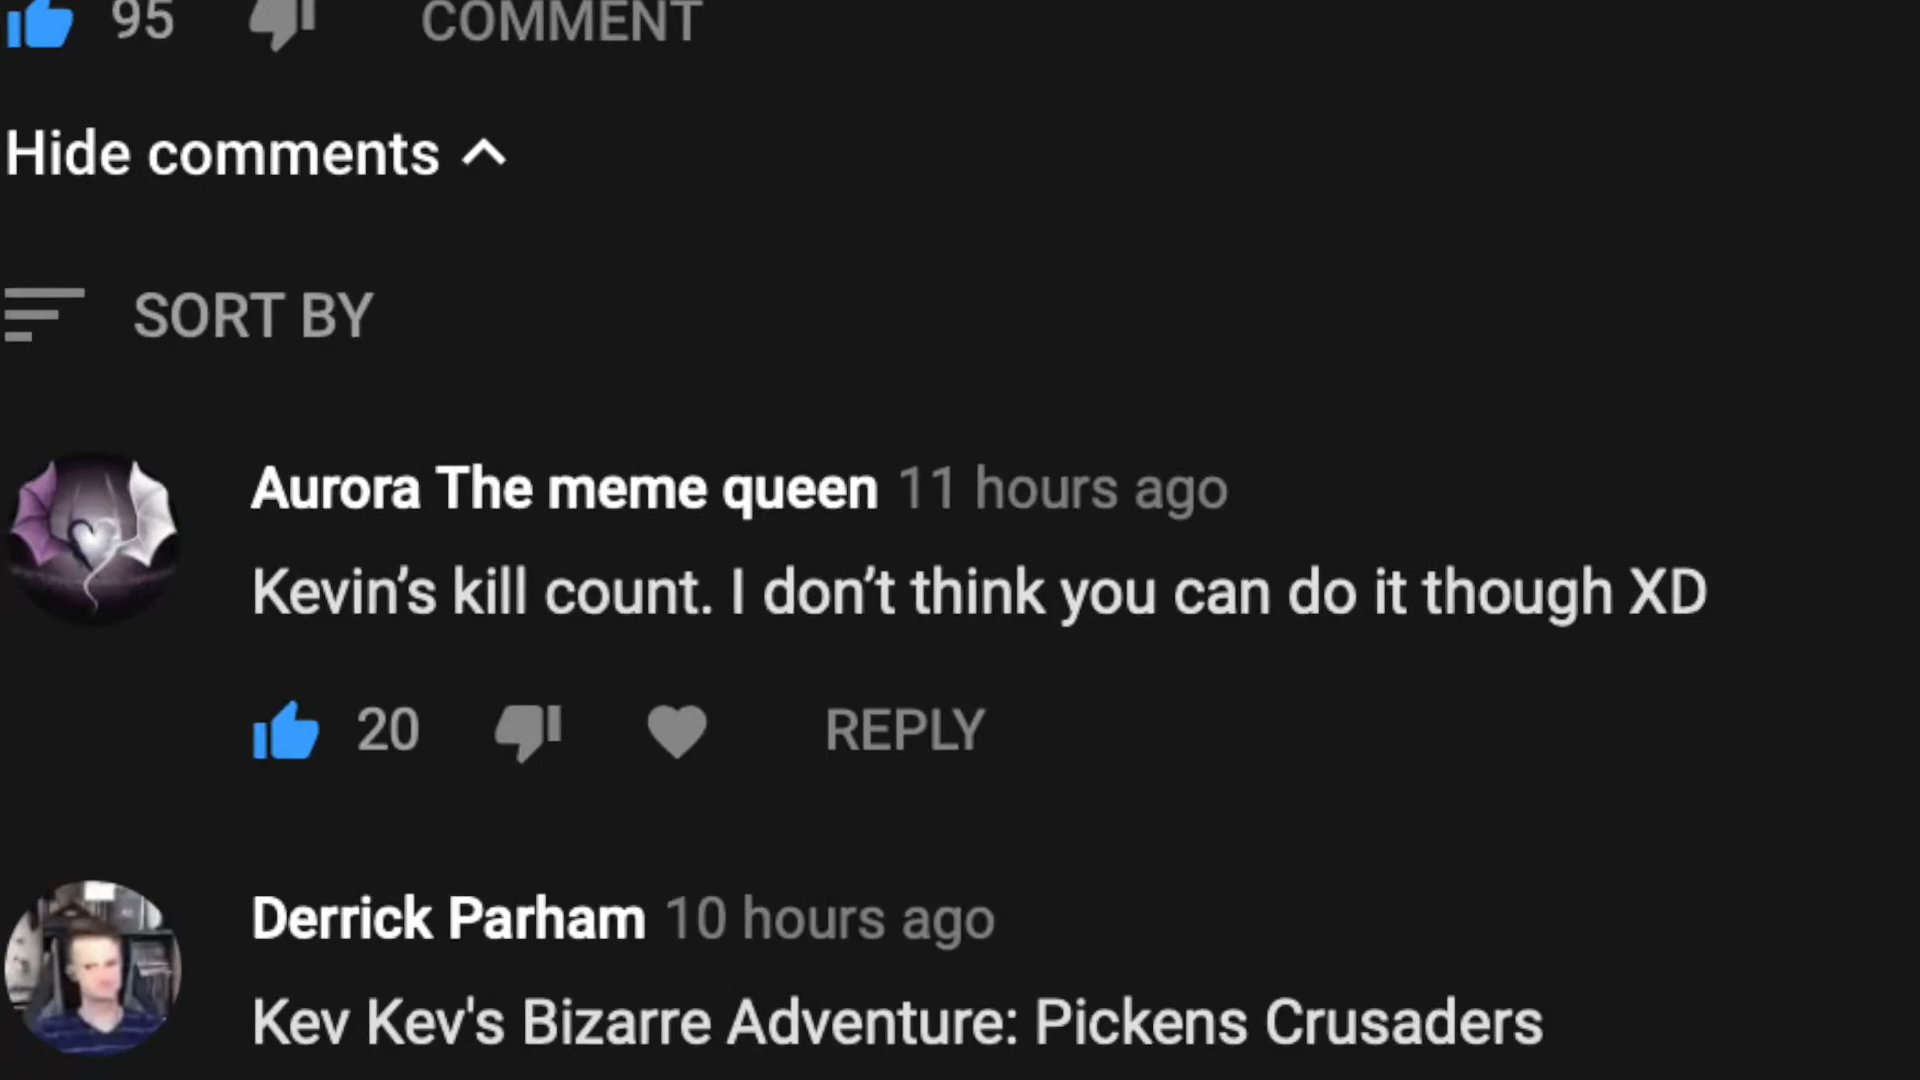 95 COMMENT
Hide comments
SORT BY
Aurora The meme queen 11 hours ago
Kevin’s kill count. I don’t think you can do it though XD
20 REPLY
Derrick Parham 10 hours ago
Kev Kev's Bizarre Adventure: Pickens Crusaders